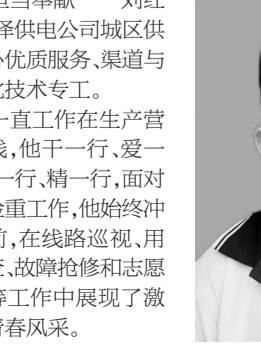 担当奉献　　刘红
泽供电公司城区供
心优质服务、渠道与
化技术专工。
一直工作在生产营
线,他干一行、爱一
一行、精一行,面对
险重工作,他始终冲
前,在线路巡视、用
、故障抢修和志愿
等工作中展现了激
青春风采。